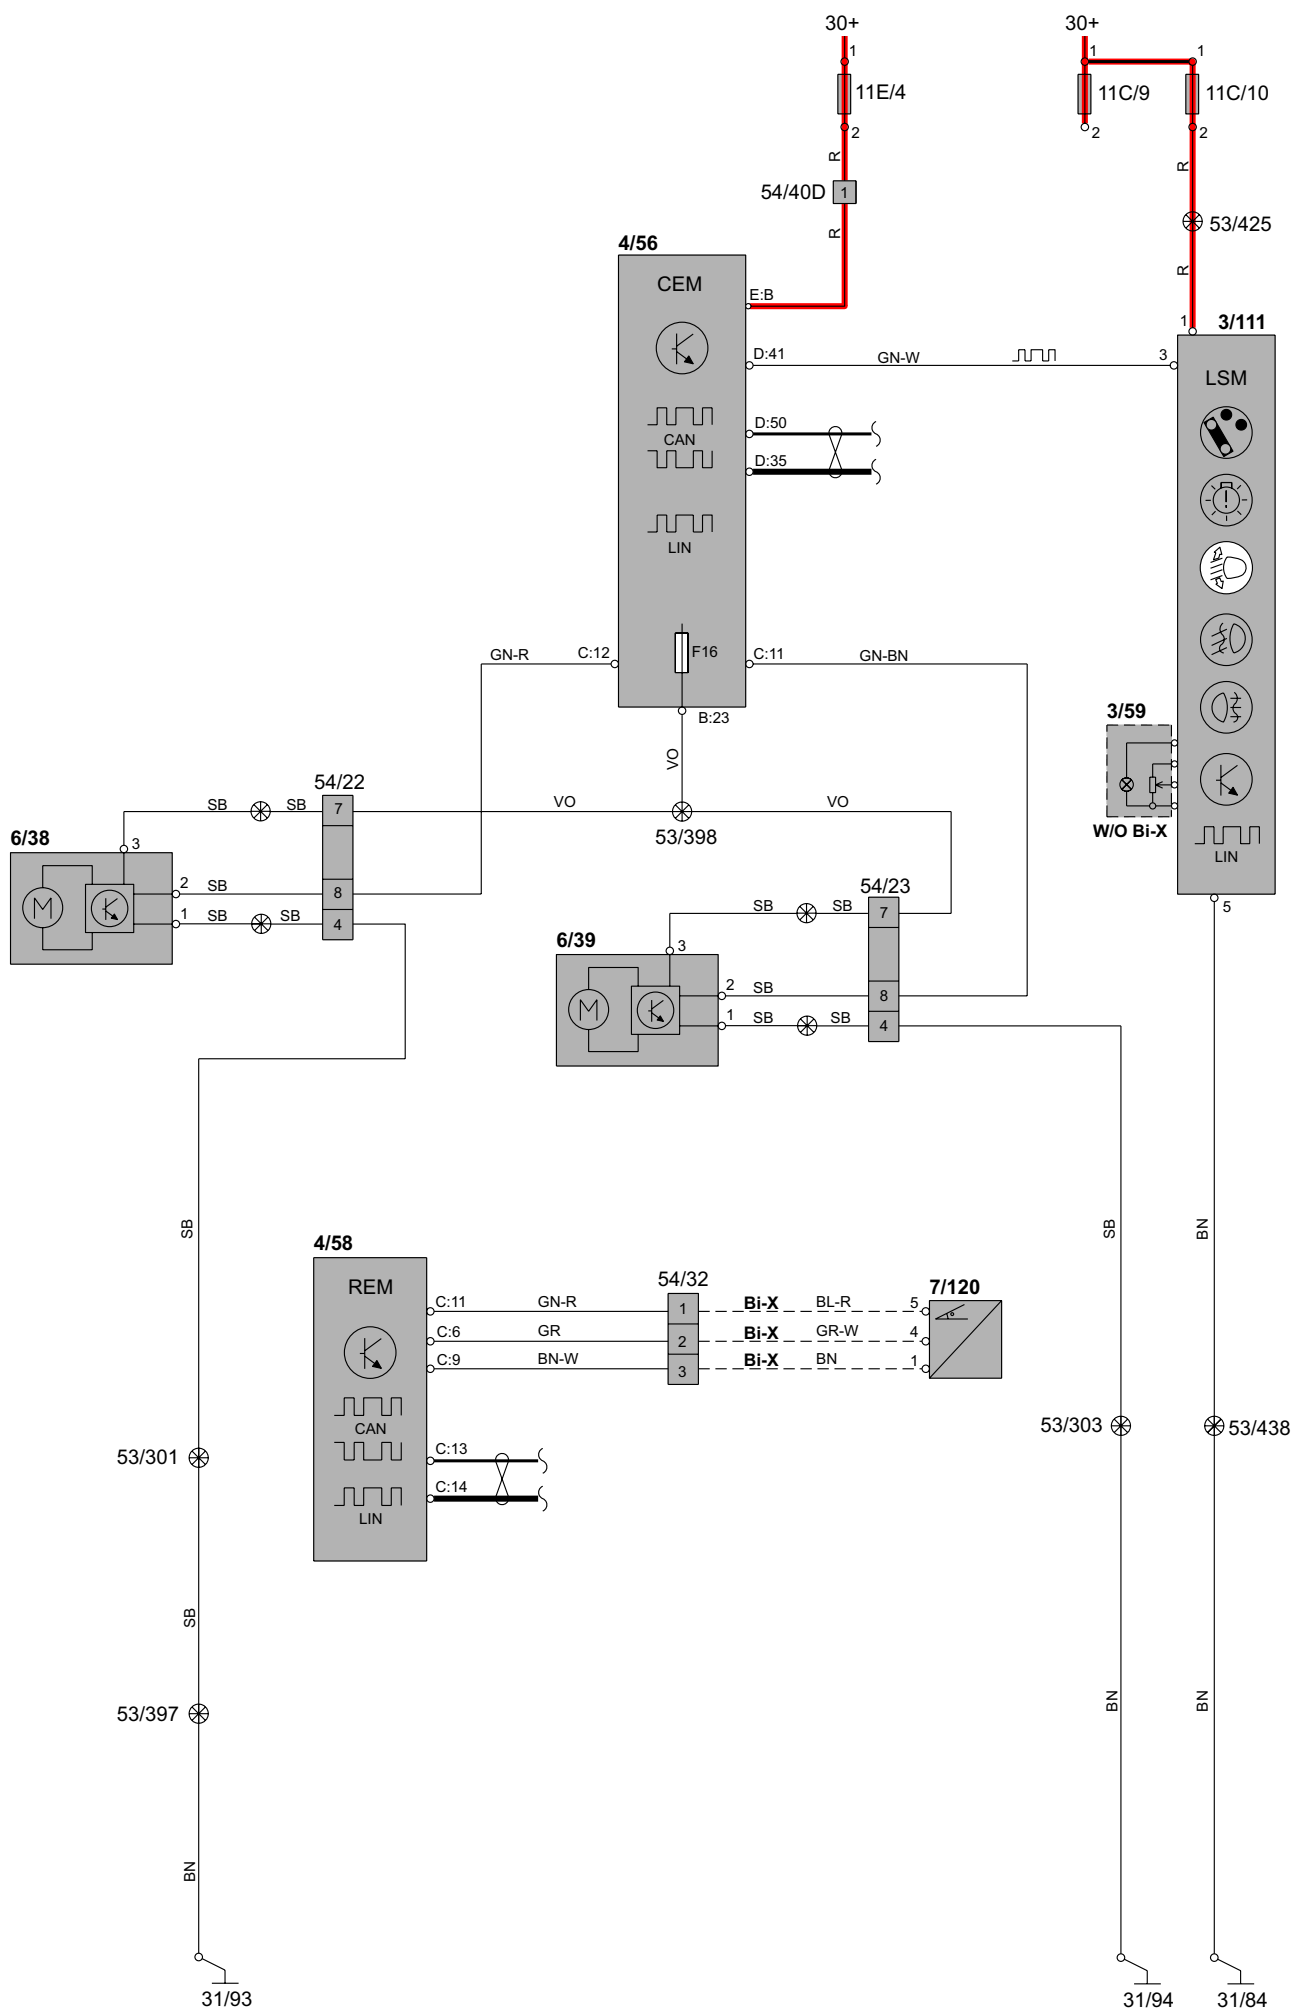 30+
30+
1
1
1
11E/4
11C/9
11C/10
2
2
2
R
R
54/40D
1
53/425
R
R
4/56
CEM
E:B
1
3/111
D:41
GN-W
3
LSM
D:50
CAN
D:35
LIN
GN-R
C:12
F16
C:11
GN-BN
B:23
3/59
VO
54/22
SB
SB
7
VO
VO
53/398
W/O Bi-X
LIN
6/38
3
M
2
SB
8
1
SB
SB
4
54/23
5
SB
SB
7
6/39
3
M
2
SB
8
1
SB
SB
4
SB
SB
BN
4/58
REM
54/32
7/120
C:11
GN-R
1
Bi-X
BL-R
5
C:6
GR
2
Bi-X
GR-W
4
C:9
BN-W
3
Bi-X
BN
1
CAN
C:13
C:14
LIN
53/301
53/303
53/438
SB
53/397
BN
BN
BN
31/93
31/94
31/84